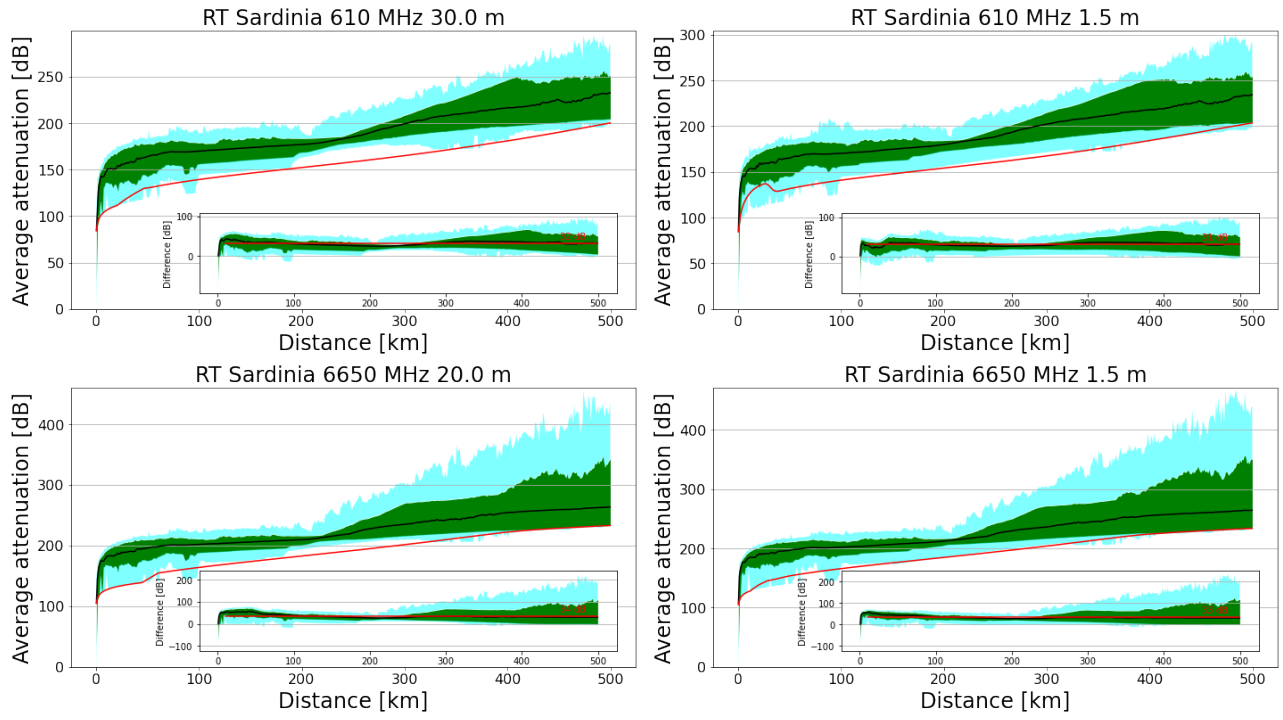 RT Sardinia 610 MHz 30.0 m
Average attenuation [dB]
250
200
150
100
50
0
Difference [dB]
100
0
0 100 200 300 400 500
0 100 200 300 400 500
Distance [km]
RT Sardinia 610 MHz 1.5 m
Average attenuation [dB]
300
250
200
150
100
50
0
Difference [dB]
100
0
0 100 200 300 400 500
0 100 200 300 400 500
Distance [km]
RT Sardinia 6650 MHz 20.0 m
Average attenuation [dB]
400
300
200
100
0
Difference [dB]
200
100
0
−100
0 100 200 300 400 500
0 100 200 300 400 500
Distance [km]
RT Sardinia 6650 MHz 1.5 m
Average attenuation [dB]
400
300
200
100
0
Difference [dB]
200
100
0
−100
0 100 200 300 400 500
0 100 200 300 400 500
Distance [km]